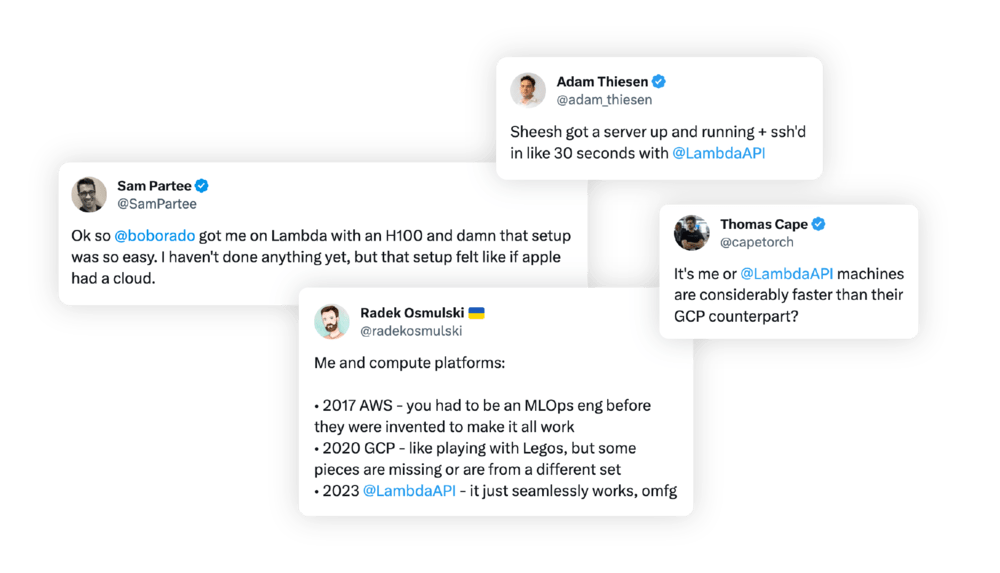 Adam Thiesen
@adam_thiesen
Sheesh got a server up and running + ssh'd
in like 30 seconds with @LambdaAPI
Sam Partee
@SamPartee
Ok so @boborado got me on Lambda with an H100 and damn that setup
was so easy. I haven't done anything yet, but that setup felt like if apple
had a cloud.
Thomas Cape
@capetorch
It's me or @LambdaAPI machines
are considerably faster than their
GCP counterpart?
Radek Osmulski 🇺🇦
@radekosmulski
Me and compute platforms:
• 2017 AWS - you had to be an MLOps eng before
they were invented to make it all work
• 2020 GCP - like playing with Legos, but some
pieces are missing or are from a different set
• 2023 @LambdaAPI - it just seamlessly works, omfg